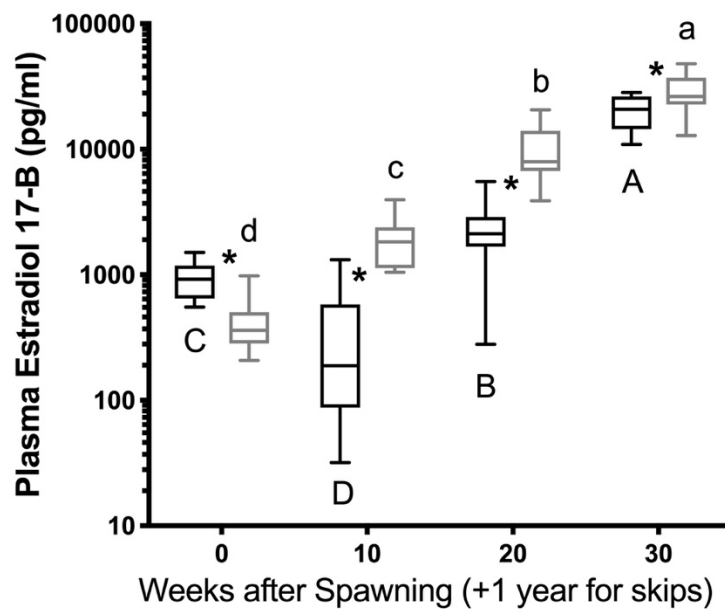 100000
10000
1000
100
10
Plasma Estradiol 17-B (pg/ml)
C
*
d
D
*
c
B
*
b
A
*
a
0 10 20 30
Weeks after Spawning (+1 year for skips)